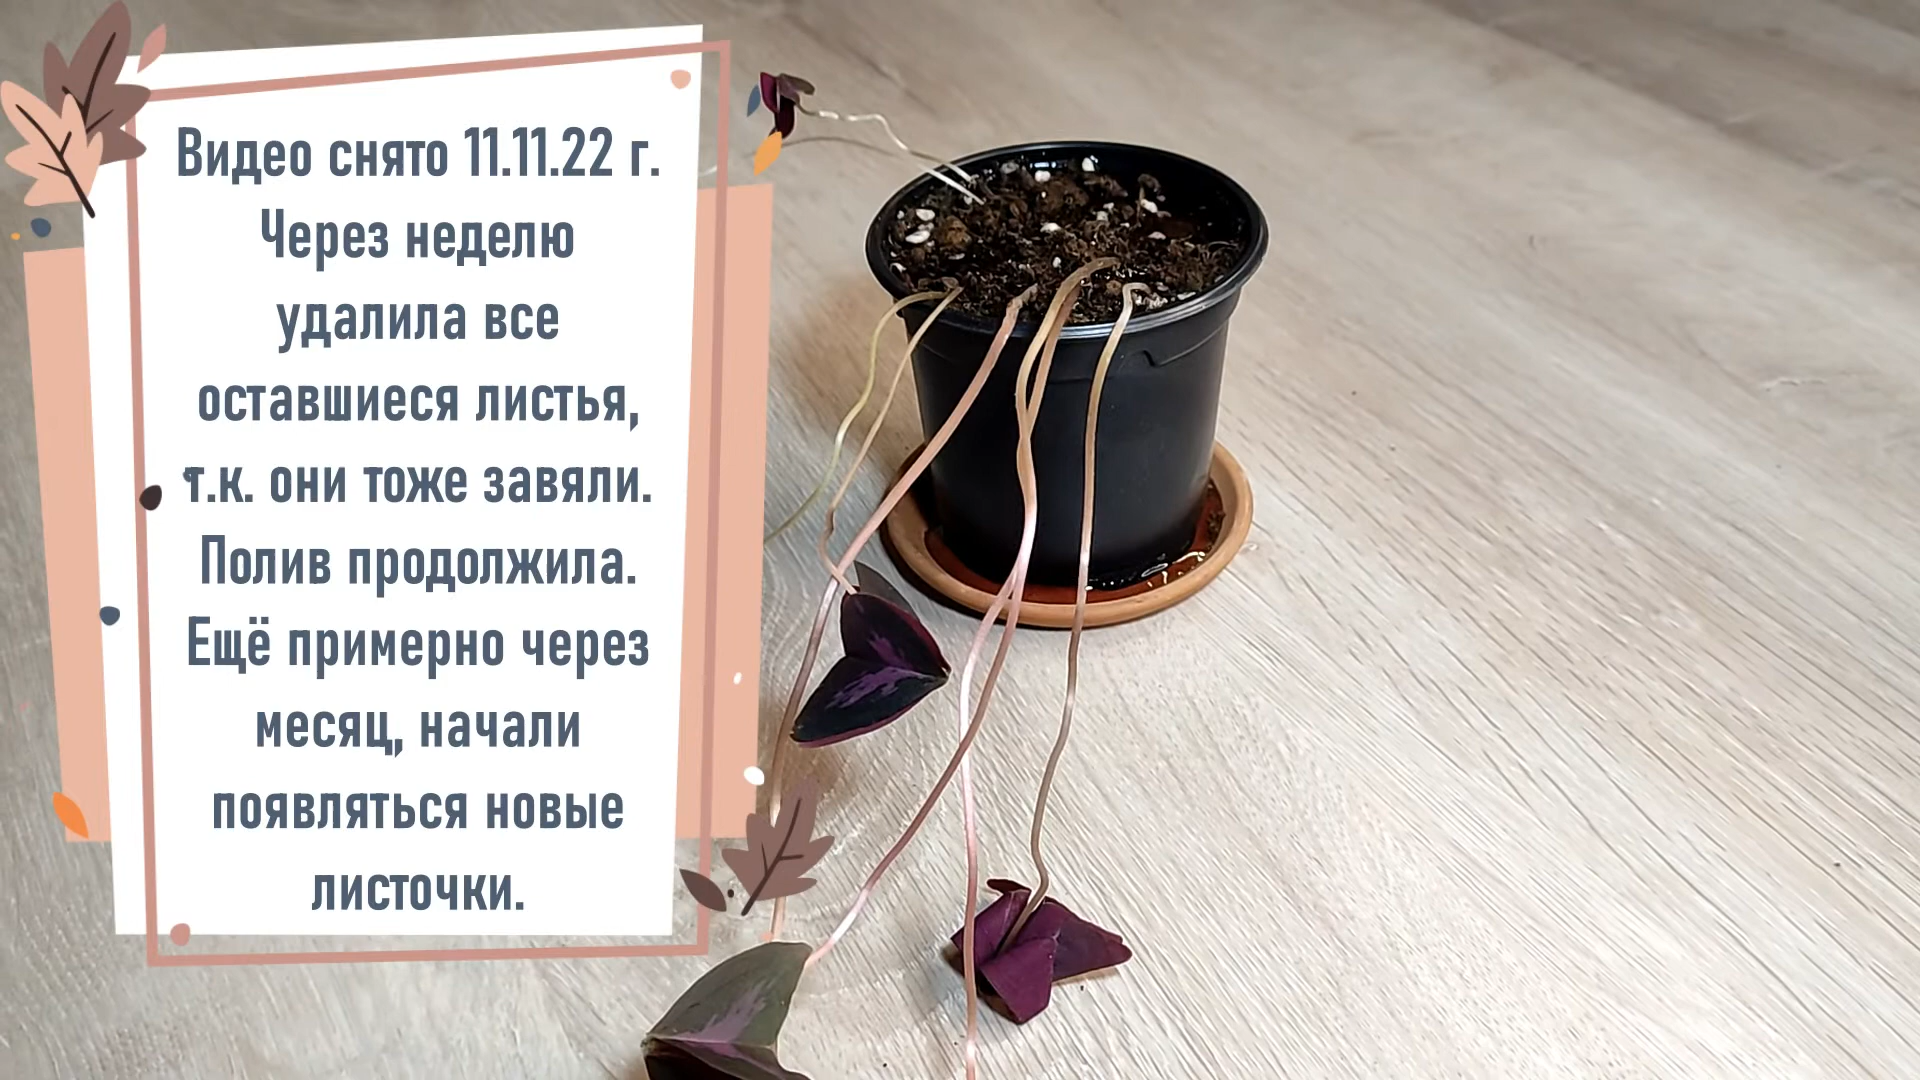 Видео снято 11.11.22 г.
Через неделю
удалила все
оставшиеся листья,
т.к. они тоже завяли.
Полив продолжила.
Ещё примерно через
месяц, начали
появляться новые
листочки.